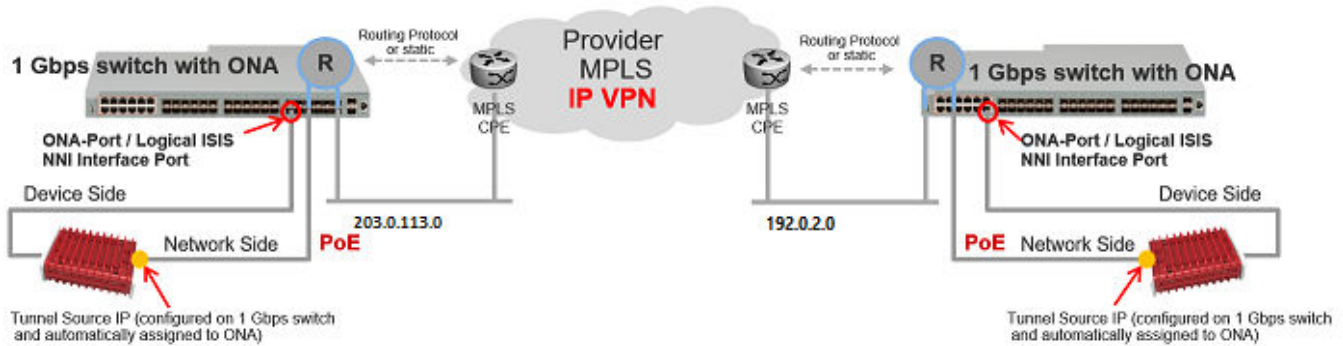 1 Gbps switch with ONA
R
Routing Protocol
or static
MPLS
CPE
Provider
MPLS
IP VPN
Routing Protocol
or static
MPLS
CPE
R
1 Gbps switch with ONA
ONA-Port / Logical ISIS
NNI Interface Port
Device Side
203.0.113.0
PoE
Network Side
Tunnel Source IP (configured on 1 Gbps switch
and automatically assigned to ONA)
ONA-Port / Logical ISIS
NNI Interface Port
Device Side
192.0.2.0
PoE
Network Side
Tunnel Source IP (configured on 1 Gbps switch
and automatically assigned to ONA)